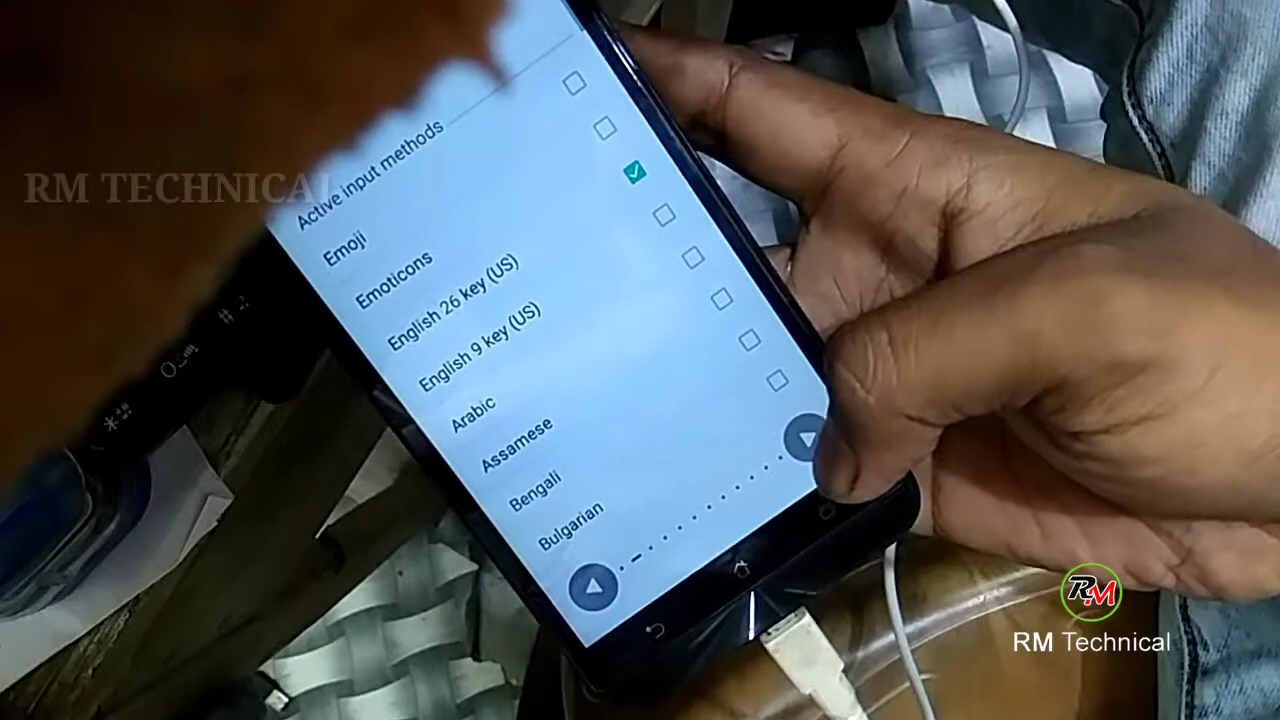 RM TECHNICAL
Active input methods
Emoji
Emoticons
English 26 key (US)
English 9 key (US)
Arabic
Assamese
Bengali
Bulgarian
RM
RM Technical